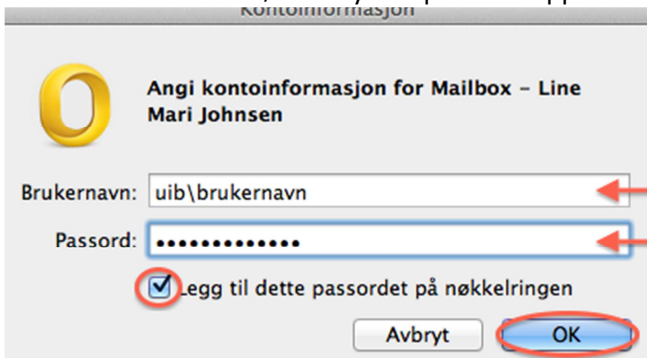 Kontoinformasjon
Angi kontoinformasjon for Mailbox – Line
Mari Johnsen
Brukernavn: uib\brukernavn
Passord: •••••••••••••
Legg til dette passordet på nøkkelringen
Avbryt OK